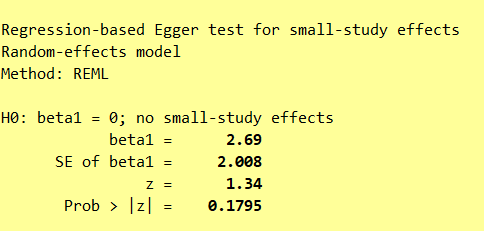 Regression-based Egger test for small-study effects
Random-effects model
Method: REML
H0: beta1 = 0; no small-study effects
beta1 = 2.69
SE of beta1 = 2.008
z = 1.34
Prob > |z| = 0.1795